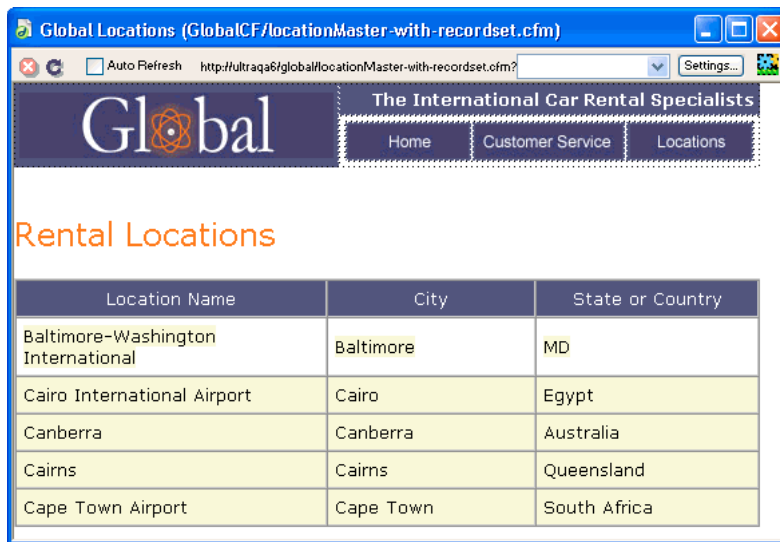 Global Locations (GlobalCF/locationMaster-with-recordset.cfm)
Auto Refresh http://ultraqa6/global/locationMaster-with-recordset.cfm? Settings...
Global
The International Car Rental Specialists
Home Customer Service Locations
Rental Locations
Location Name City State or Country
Baltimore-Washington
International Baltimore MD
Cairo International Airport Cairo Egypt
Canberra Canberra Australia
Cairns Cairns Queensland
Cape Town Airport Cape Town South Africa